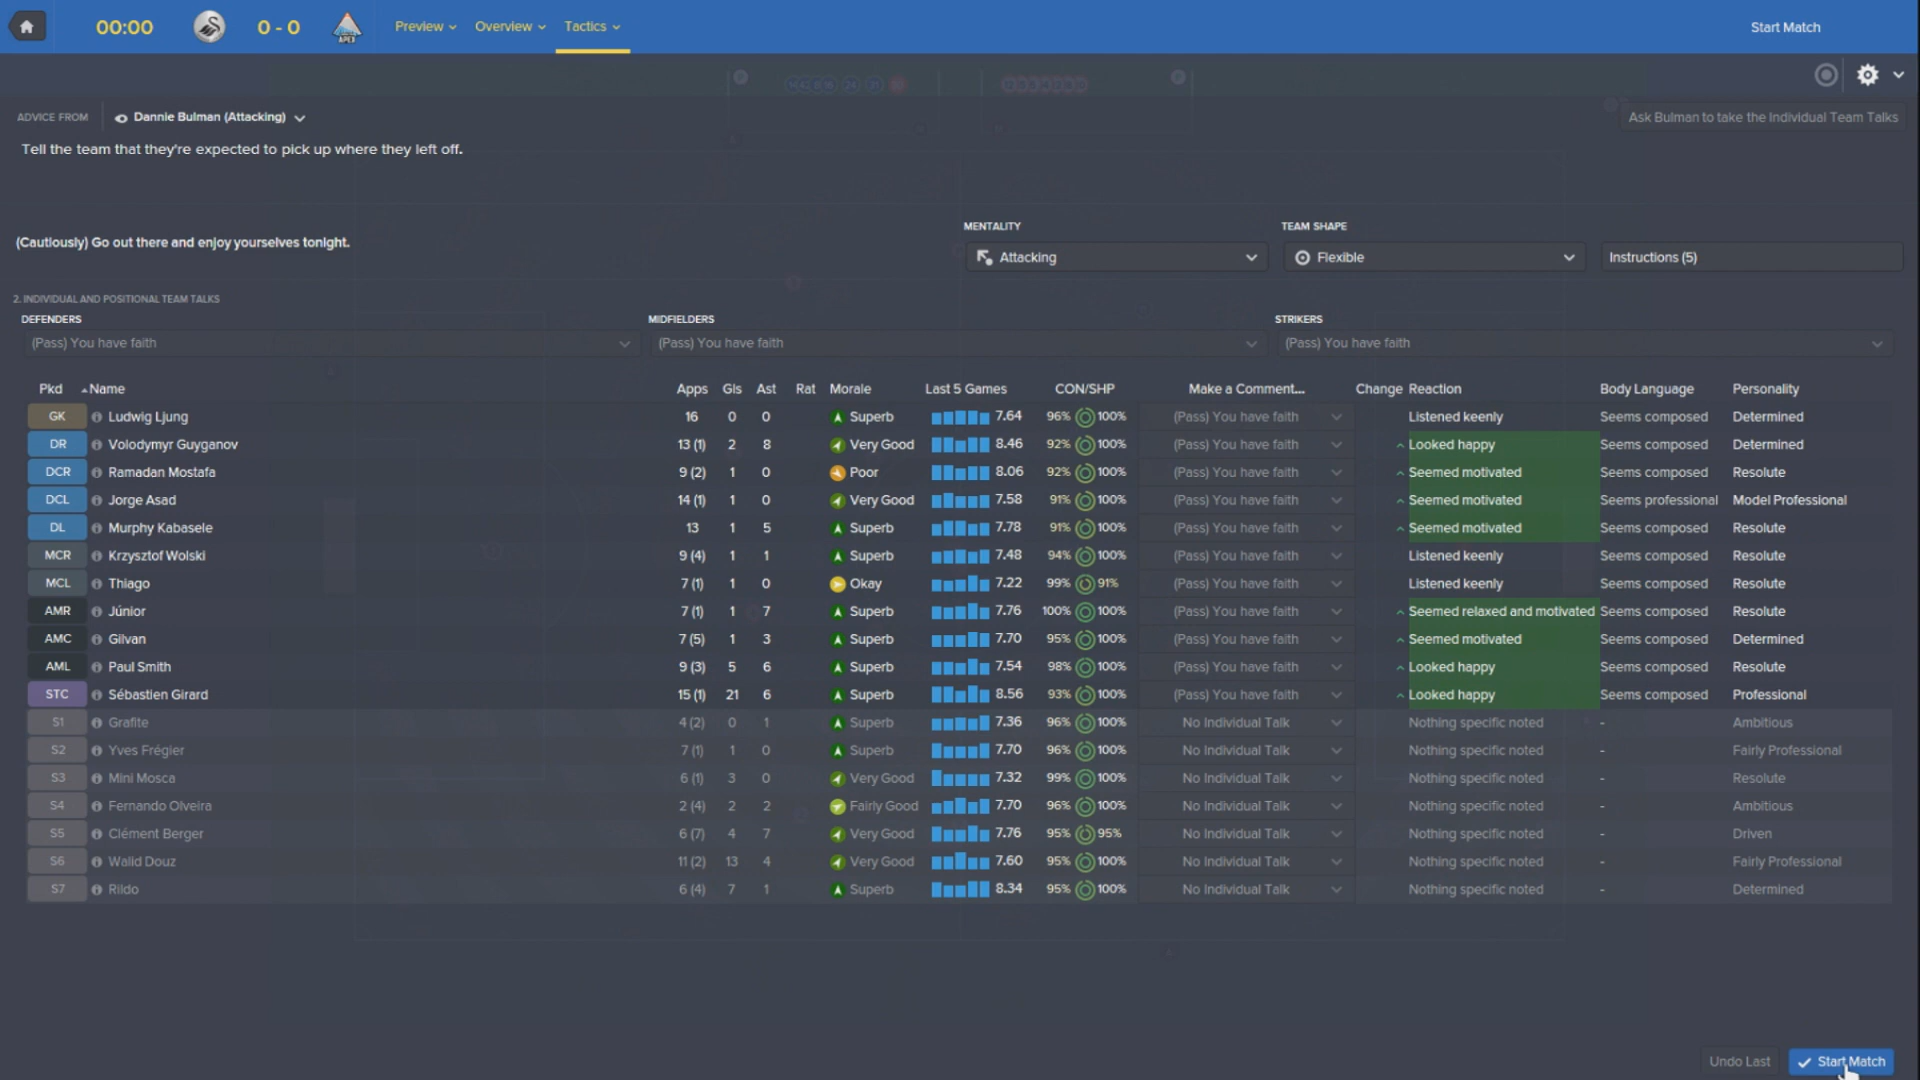 00:00 0 - 0 Preview Overview Tactics Start Match
ADVICE FROM Dannie Bulman (Attacking) Ask Bulman to take the Individual Team Talks
Tell the team that they're expected to pick up where they left off.
MENTALITY TEAM SHAPE
(Cautiously) Go out there and enjoy yourselves tonight. Attacking Flexible Instructions (5)
2. INDIVIDUAL AND POSITIONAL TEAM TALKS
DEFENDERS MIDFIELDERS STRIKERS
(Pass) You have faith (Pass) You have faith (Pass) You have faith
Pkd Name Apps Gls Ast Rat Morale Last 5 Games CON/SHP Make a Comment... Change Reaction Body Language Personality
GK Ludwig Ljung 16 0 0 Superb 7.64 96% 100% (Pass) You have faith Listened keenly Seems composed Determined
DR Volodymyr Guyganov 13 (1) 2 8 Very Good 8.46 92% 100% (Pass) You have faith Looked happy Seems composed Determined
DCR Ramadan Mostafa 9 (2) 1 0 Poor 8.06 92% 100% (Pass) You have faith Seemed motivated Seems composed Resolute
DCL Jorge Asad 14 (1) 1 0 Very Good 7.58 91% 100% (Pass) You have faith Seemed motivated Seems professional Model Professional
DL Murphy Kabasele 13 1 5 Superb 7.78 91% 100% (Pass) You have faith Seemed motivated Seems composed Resolute
MCR Krzysztof Wolski 9 (4) 1 1 Superb 7.48 94% 100% (Pass) You have faith Listened keenly Seems composed Resolute
MCL Thiago 7 (1) 1 0 Okay 7.22 99% 91% (Pass) You have faith Listened keenly Seems composed Resolute
AMR Júnior 7 (1) 1 7 Superb 7.76 100% 100% (Pass) You have faith Seemed relaxed and motivated Seems composed Resolute
AMC Gilvan 7 (5) 1 3 Superb 7.70 95% 100% (Pass) You have faith Seemed motivated Seems composed Determined
AML Paul Smith 9 (3) 5 6 Superb 7.54 98% 100% (Pass) You have faith Looked happy Seems composed Resolute
STC Sébastien Girard 15 (1) 21 6 Superb 8.56 93% 100% (Pass) You have faith Looked happy Seems composed Professional
S1 Grafite 4 (2) 0 1 Superb 7.36 96% 100% No Individual Talk Nothing specific noted - Ambitious
S2 Yves Frégier 7 (1) 1 0 Superb 7.70 96% 100% No Individual Talk Nothing specific noted - Fairly Professional
S3 Mini Mosca 6 (1) 3 0 Very Good 7.32 99% 100% No Individual Talk Nothing specific noted - Resolute
S4 Fernando Olveira 2 (4) 2 2 Fairly Good 7.70 96% 100% No Individual Talk Nothing specific noted - Ambitious
S5 Clément Berger 6 (7) 4 7 Very Good 7.76 95% 95% No Individual Talk Nothing specific noted - Driven
S6 Walid Douz 11 (2) 13 4 Very Good 7.60 95% 100% No Individual Talk Nothing specific noted - Fairly Professional
S7 Rildo 6 (4) 7 1 Superb 8.34 95% 100% No Individual Talk Nothing specific noted - Determined
Undo Last Start Match